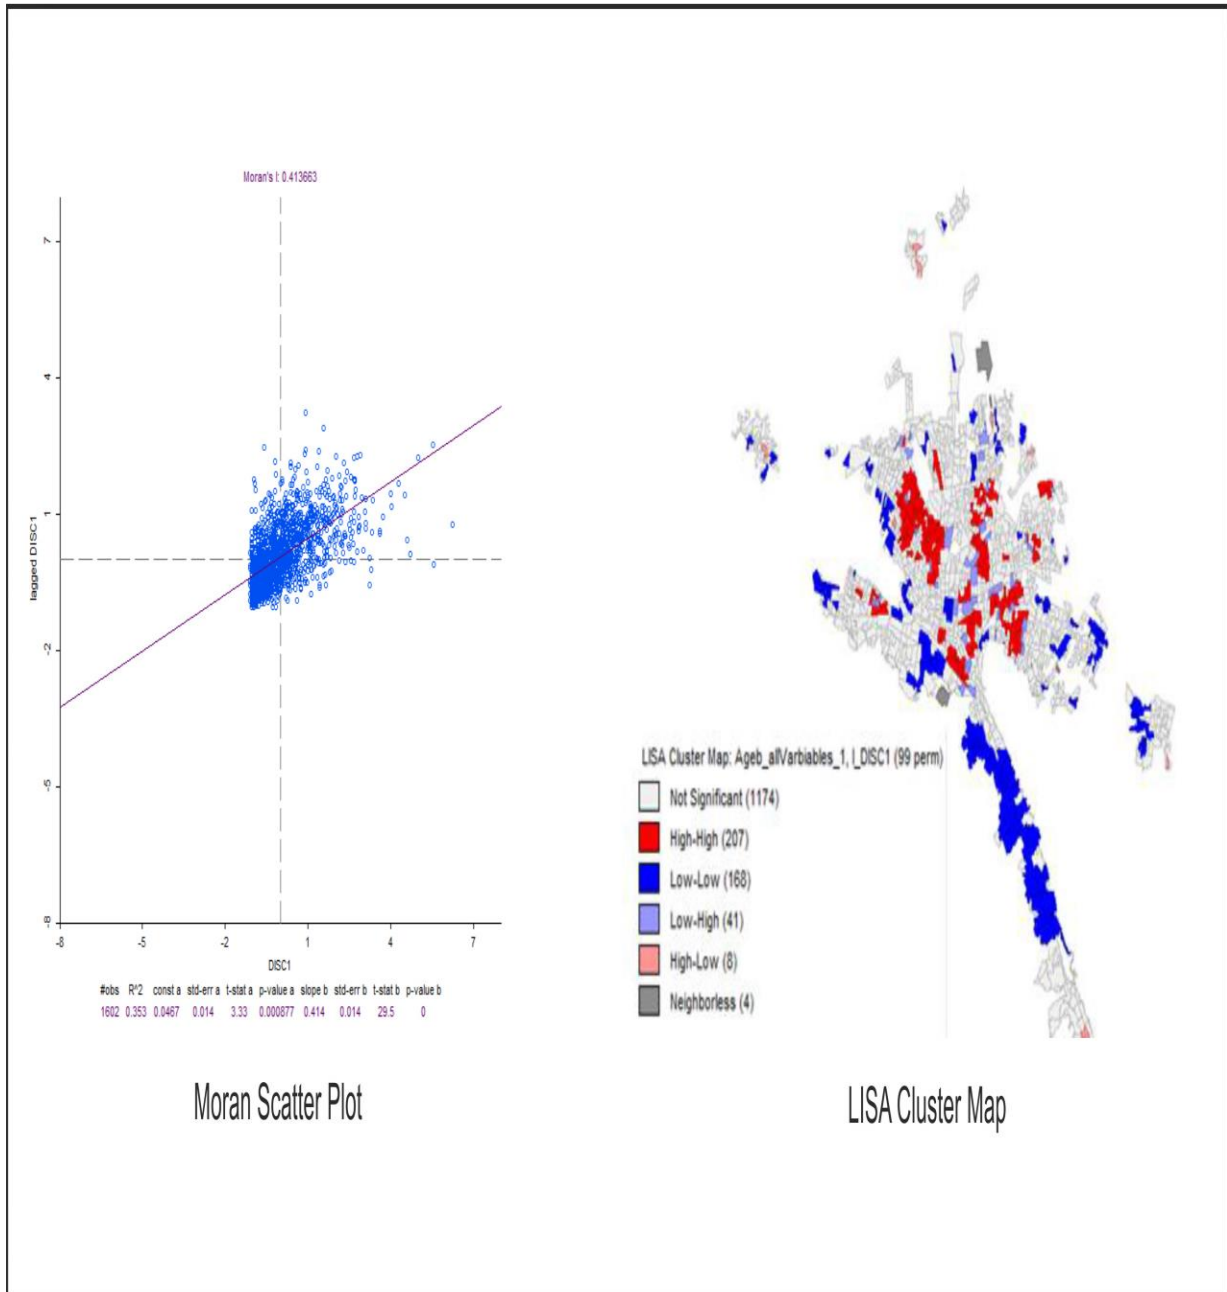 Moran's I: 0.413663
7
4
1
-2
-5
-8
lagged DISC1
-8 -5 -2 1 4 7
DISC1
#obs R^2 const a std-err a t-stat a p-value a slope b std-err b t-stat b p-value b
1602 0.353 0.0467 0.014 3.33 0.000877 0.414 0.014 29.5 0
Moran Scatter Plot
LISA Cluster Map: Ageb_allVarbiables_1, I_DISC1 (99 perm)
Not Significant (1174)
High-High (207)
Low-Low (168)
Low-High (41)
High-Low (8)
Neighborless (4)
LISA Cluster Map